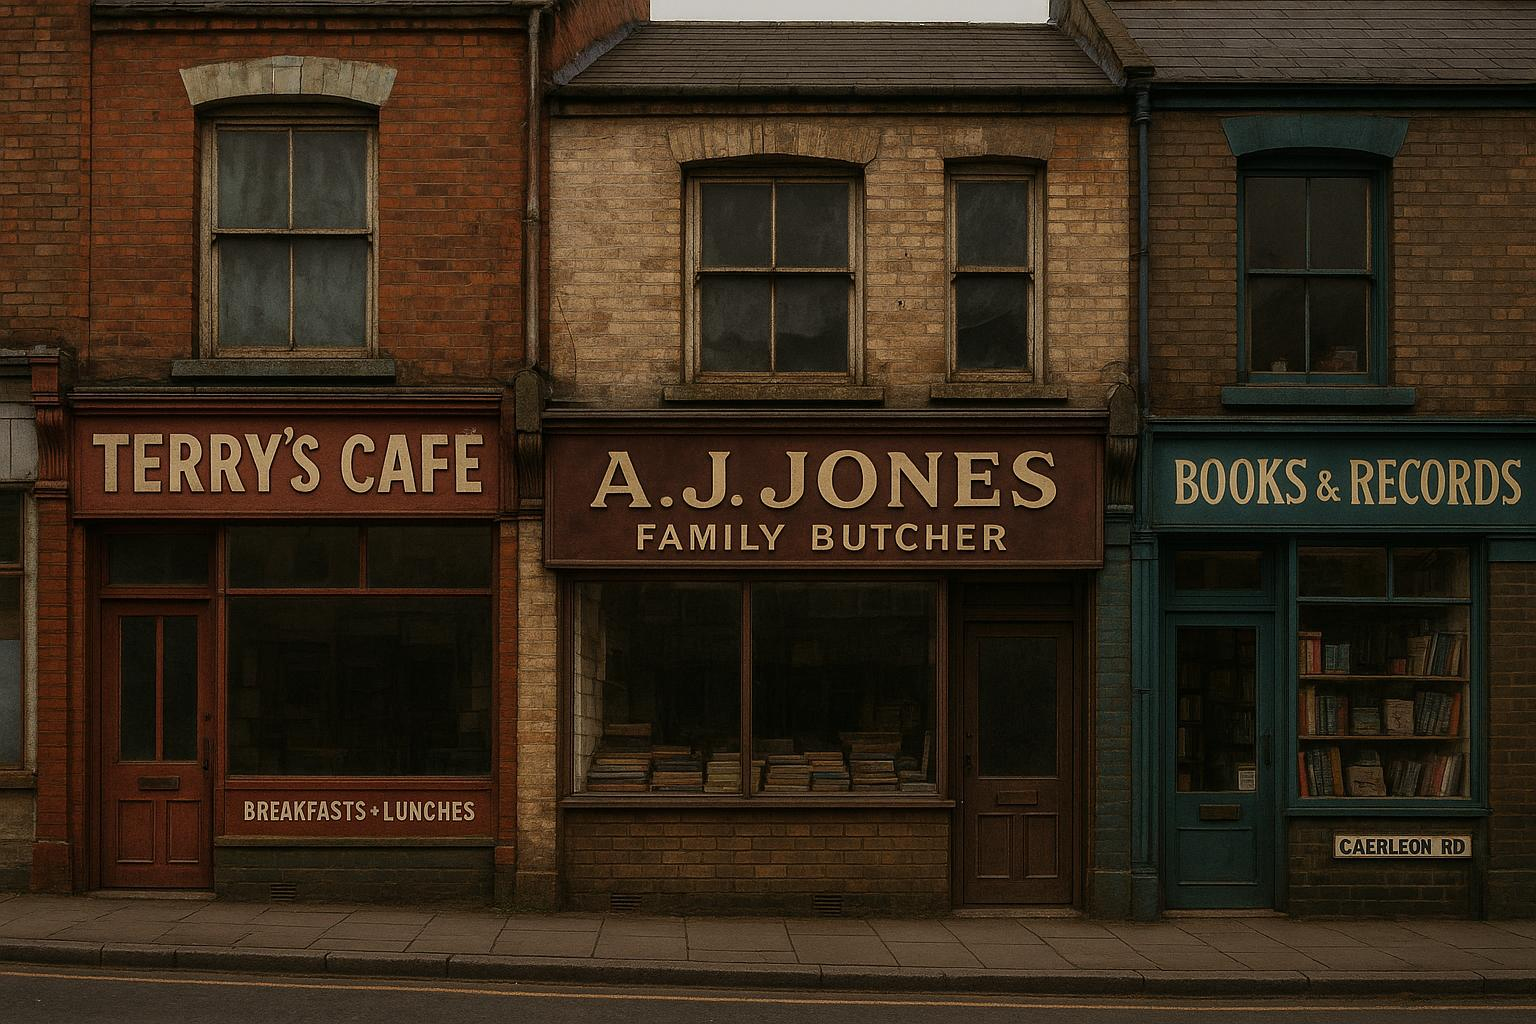 TERRY'S CAFE
BREAKFASTS + LUNCHES
A.J. JONES
FAMILY BUTCHER
BOOKS & RECORDS
CAERLEON RD